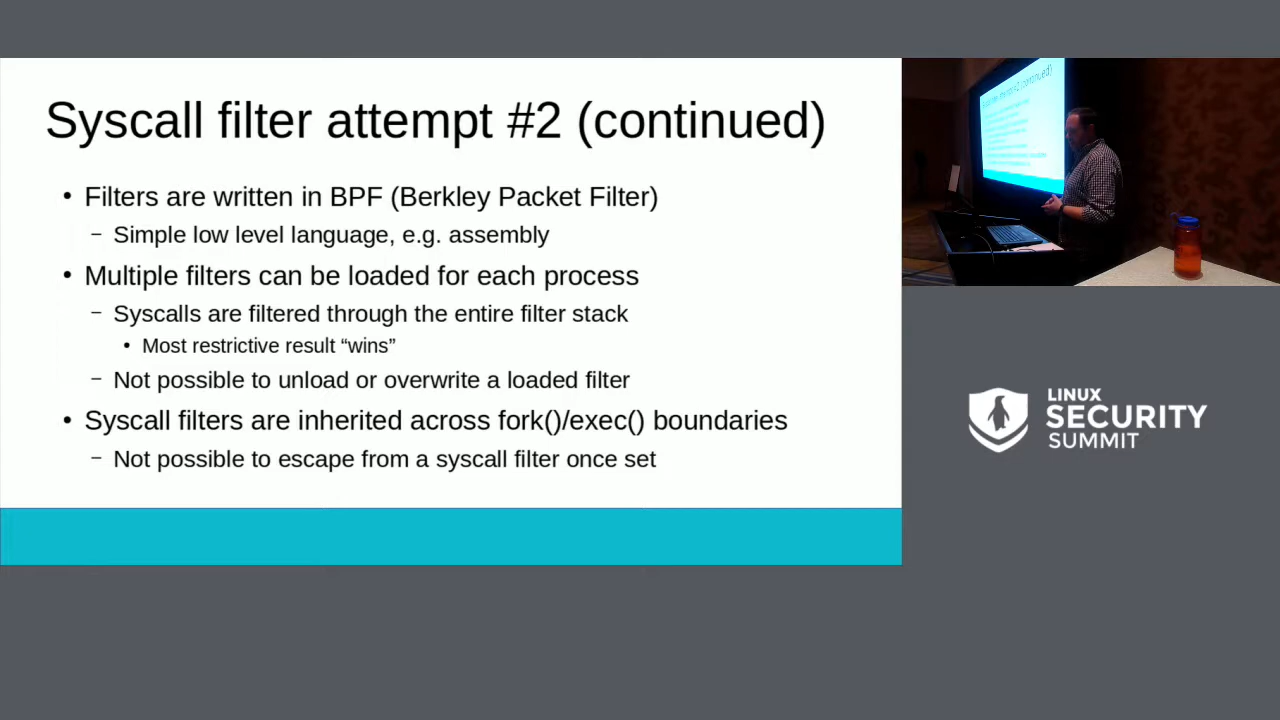 Syscall filter attempt #2 (continued)
• Filters are written in BPF (Berkley Packet Filter)
– Simple low level language, e.g. assembly
• Multiple filters can be loaded for each process
– Syscalls are filtered through the entire filter stack
• Most restrictive result “wins”
– Not possible to unload or overwrite a loaded filter
• Syscall filters are inherited across fork()/exec() boundaries
– Not possible to escape from a syscall filter once set
LINUX
SECURITY
SUMMIT